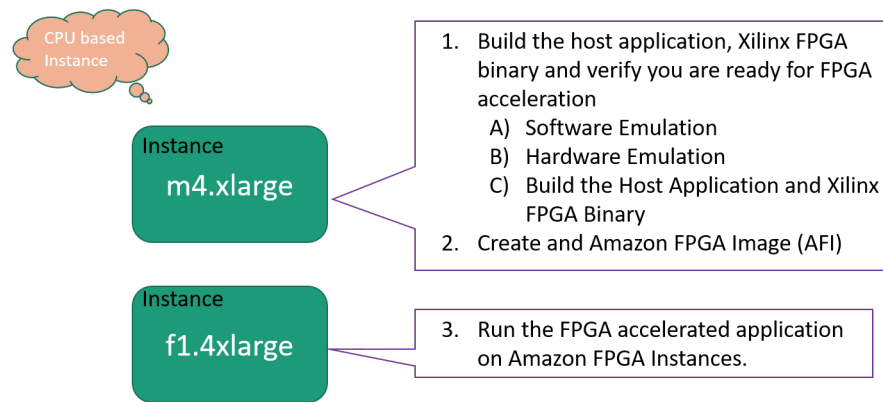 CPU based
Instance
Instance
m4.xlarge
1. Build the host application, Xilinx FPGA
binary and verify you are ready for FPGA
acceleration
A) Software Emulation
B) Hardware Emulation
C) Build the Host Application and Xilinx
FPGA Binary
2. Create and Amazon FPGA Image (AFI)
Instance
f1.4xlarge
3. Run the FPGA accelerated application
on Amazon FPGA Instances.